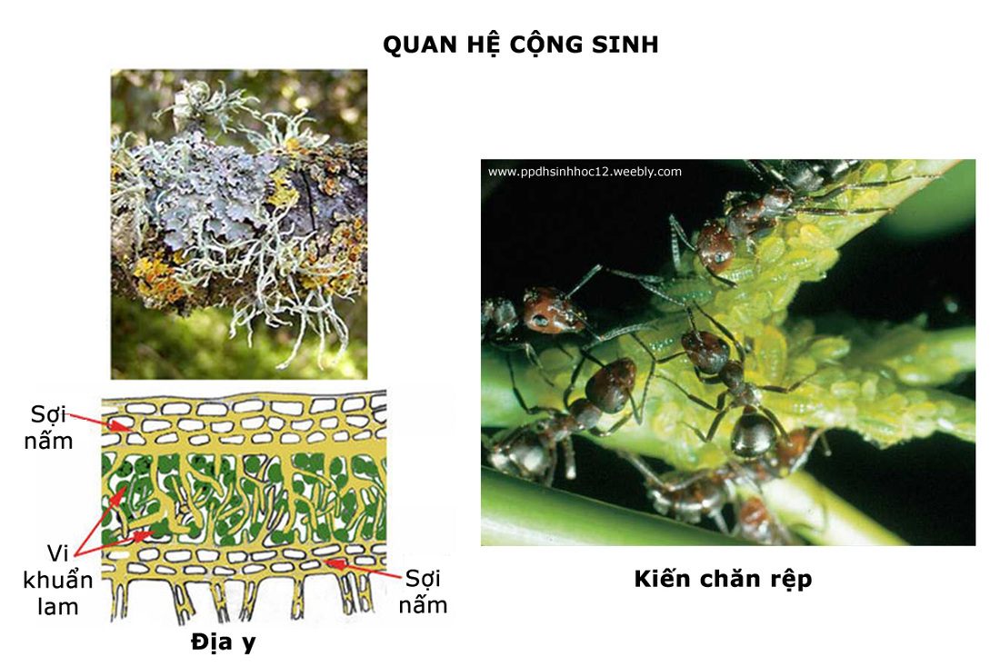 QUAN HỆ CỘNG SINH
www.ppdhsinhhoc12.weebly.com
Sợi
nấm
Vi
khuẩn
lam
Sợi
nấm
Địa y
Kiến chăn rệp